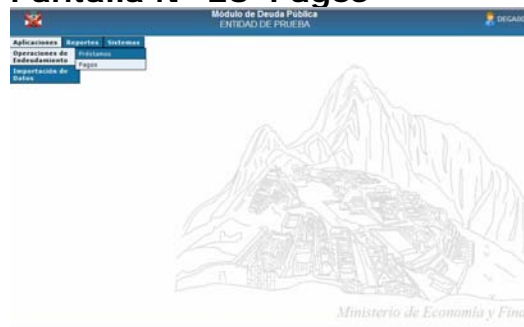 Pantalla N° 28 Pagos
Módulo de Deuda Pública
ENTIDAD DE PRUEBA
Aplicaciones Reportes Sistemas
Operaciones de
Endeudamiento
Préstamos
Pagos
Importación de
Datos
Ministerio de Economía y Fina